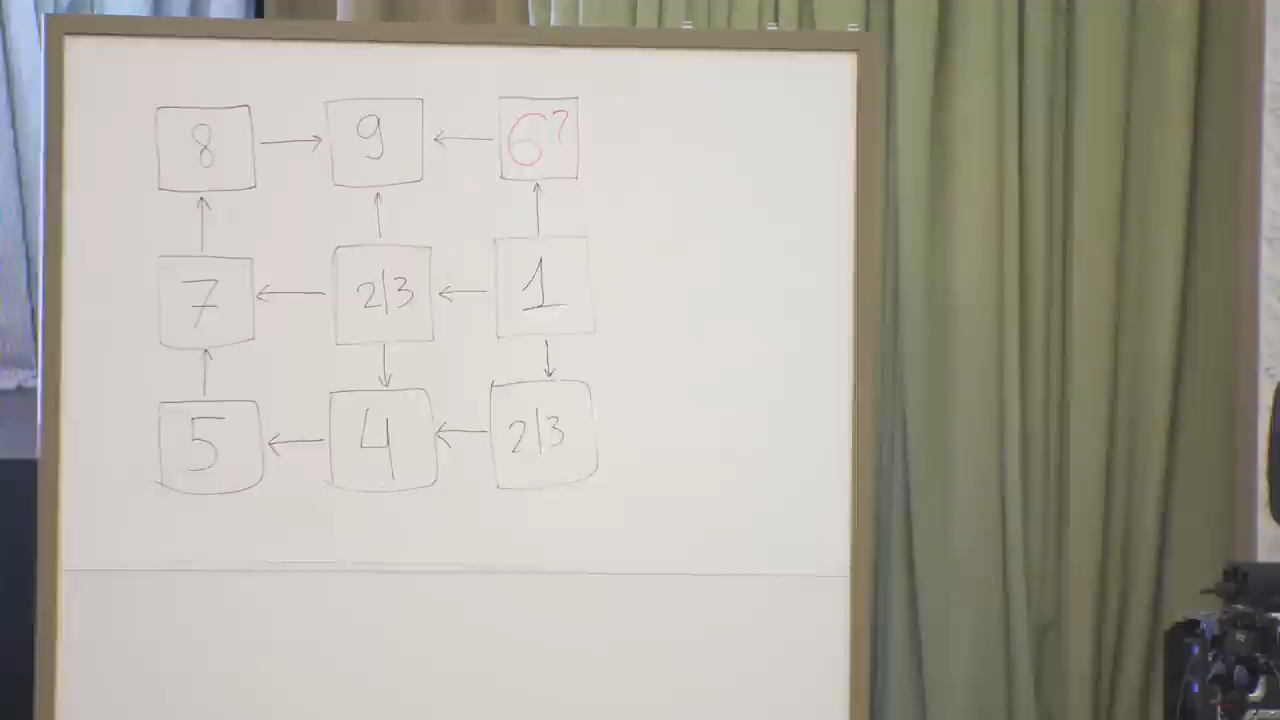 8 → 9 ← 6?
7 ← 2|3 ← 1
5 ← 4 ← 2|3